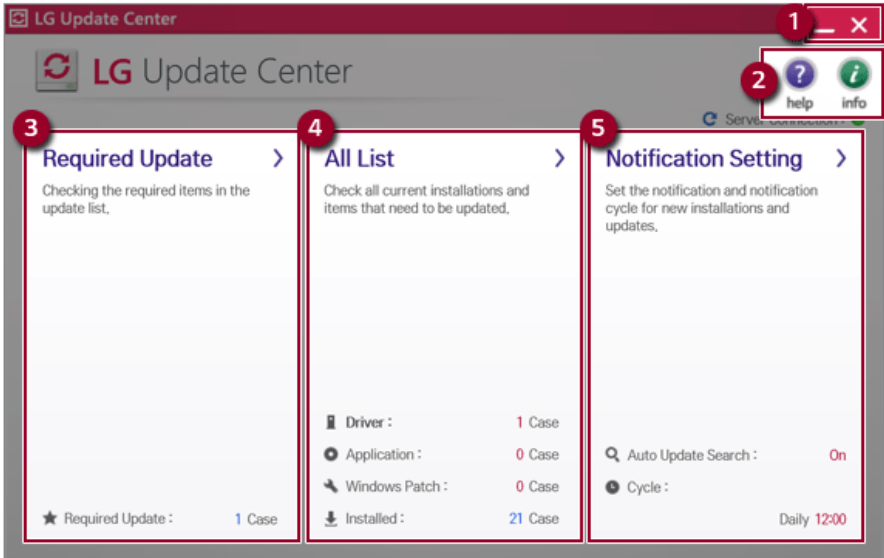 LG Update Center
1
LG Update Center
2
help
info
Server Connection :
3
Required Update
Checking the required items in the
update list.
Required Update : 1 Case
4
All List
Check all current installations and
items that need to be updated.
Driver : 1 Case
Application : 0 Case
Windows Patch : 0 Case
Installed : 21 Case
5
Notification Setting
Set the notification and notification
cycle for new installations and
updates.
Auto Update Search : On
Cycle :
Daily 12:00